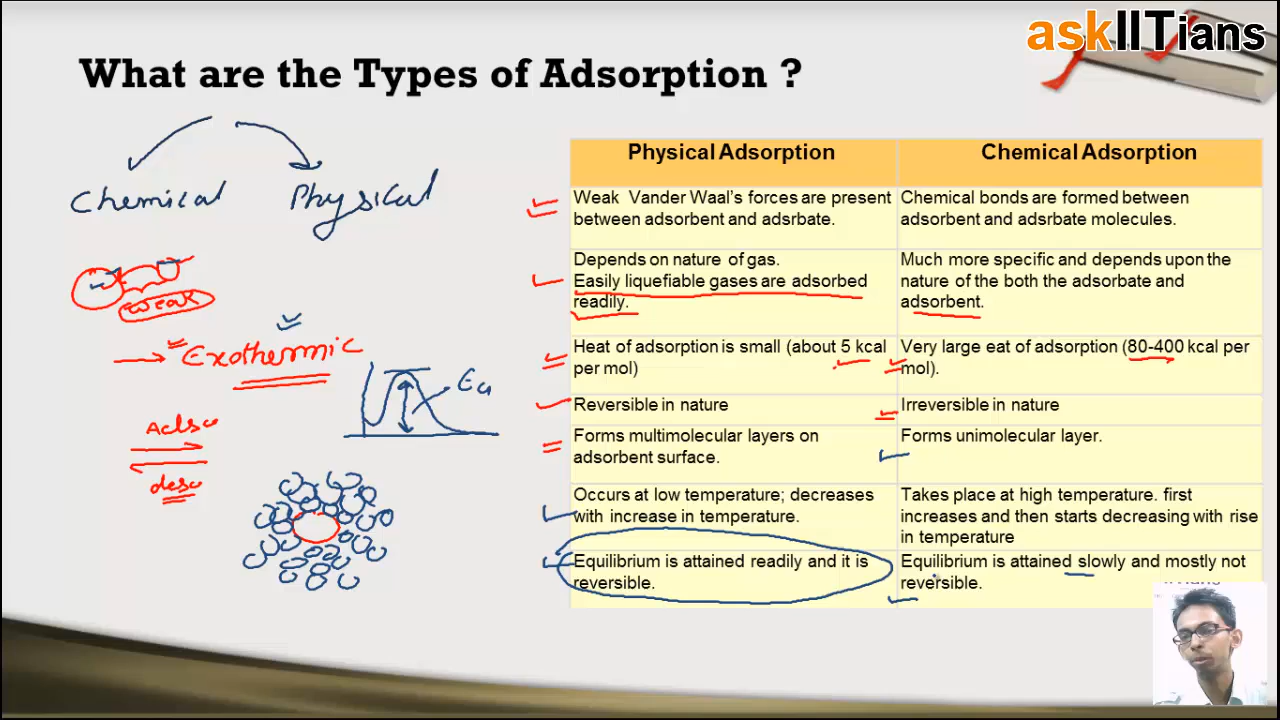 askIITians
What are the Types of Adsorption ?
Chemical
Physical
weak
Exothermic
Ea
Adso
deso
Physical Adsorption
Chemical Adsorption
Weak Vander Waal's forces are present
between adsorbent and adsrbate.
Chemical bonds are formed between
adsorbent and adsrbate molecules.
Depends on nature of gas.
Easily liquefiable gases are adsorbed
readily.
Much more specific and depends upon the
nature of the both the adsorbate and
adsorbent.
Heat of adsorption is small (about 5 kcal
per mol)
Very large eat of adsorption (80-400 kcal per
mol).
Reversible in nature
Irreversible in nature
Forms multimolecular layers on
adsorbent surface.
Forms unimolecular layer.
Occurs at low temperature; decreases
with increase in temperature.
Takes place at high temperature. first
increases and then starts decreasing with rise
in temperature
Equilibrium is attained readily and it is
reversible.
Equilibrium is attained slowly and mostly not
reversible.